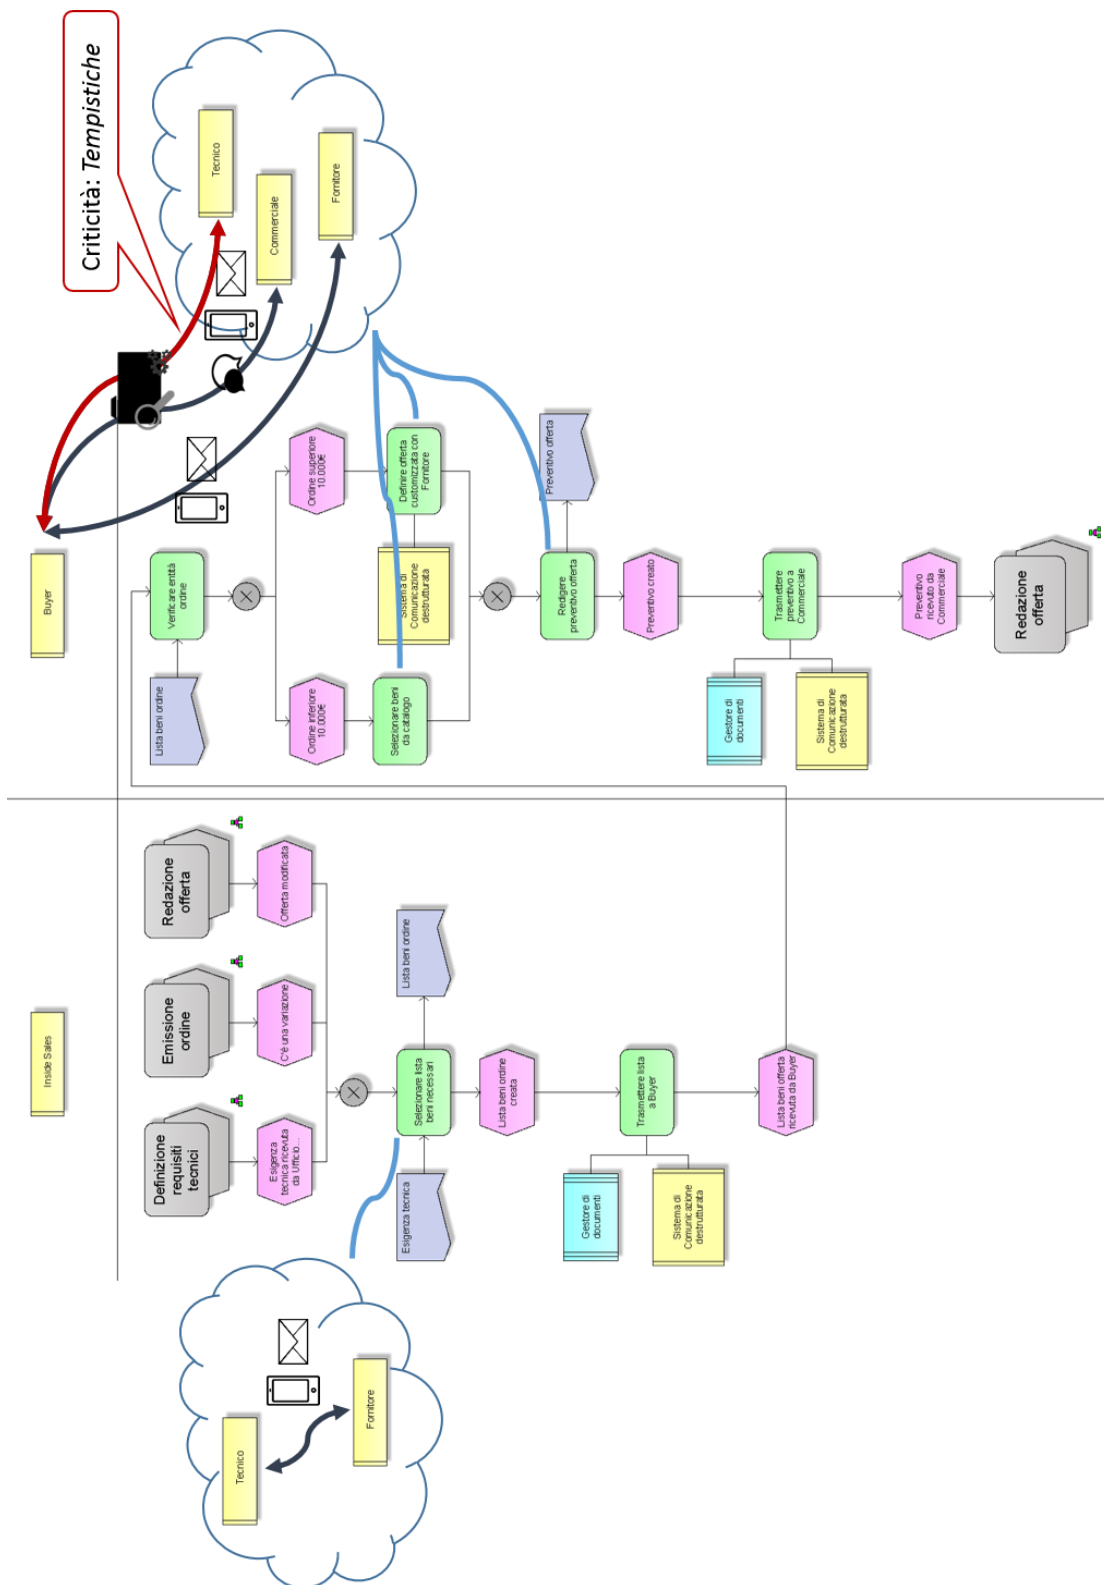 Tecnico
Fornitore
Inside Sales
Definizione
requisiti
tecnici
Emissione
ordine
Redazione
offerta
Esigenza
tecnica ricevuta
da Ufficio...
C'è una variazione
Offerta modificata
Esigenza tecnica
Selezionare lista
beni necessari
Lista beni ordine
Lista beni ordine
creata
Gestore di
documenti
Sistema di
Comunicazione
destrutturata
Trasmettere lista
a Buyer
Lista beni offerta
ricevuta da Buyer
Buyer
Lista beni ordine
Verificare entità
ordine
Ordine inferiore
10.000€
Ordine superiore
10.000€
Selezionare beni
da catalogo
Sistema di
Comunicazione
destrutturata
Definire offerta
customizzata con
Fornitore
Redigere
preventivo offerta
Preventivo offerta
Preventivo creato
Gestore di
documenti
Sistema di
Comunicazione
destrutturata
Trasmettere
preventivo a
Commerciale
Preventivo
ricevuto da
Commerciale
Redazione
offerta
Criticità: Tempistiche
Tecnico
Commerciale
Fornitore